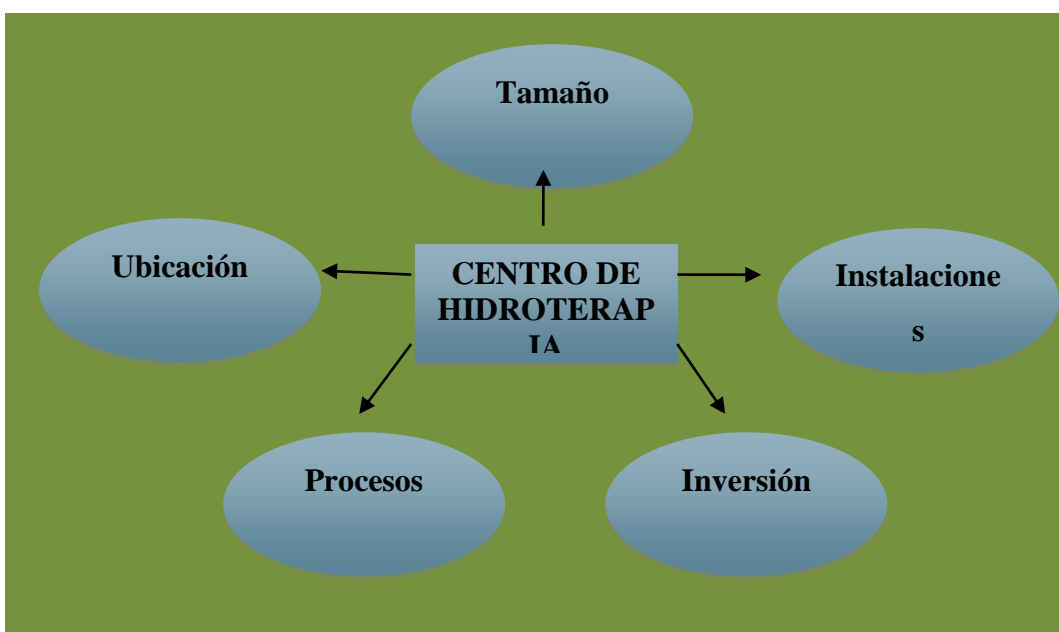 Tamaño
Ubicación
CENTRO DE
HIDROTERAP
IA
Instalacione
s
Procesos
Inversión